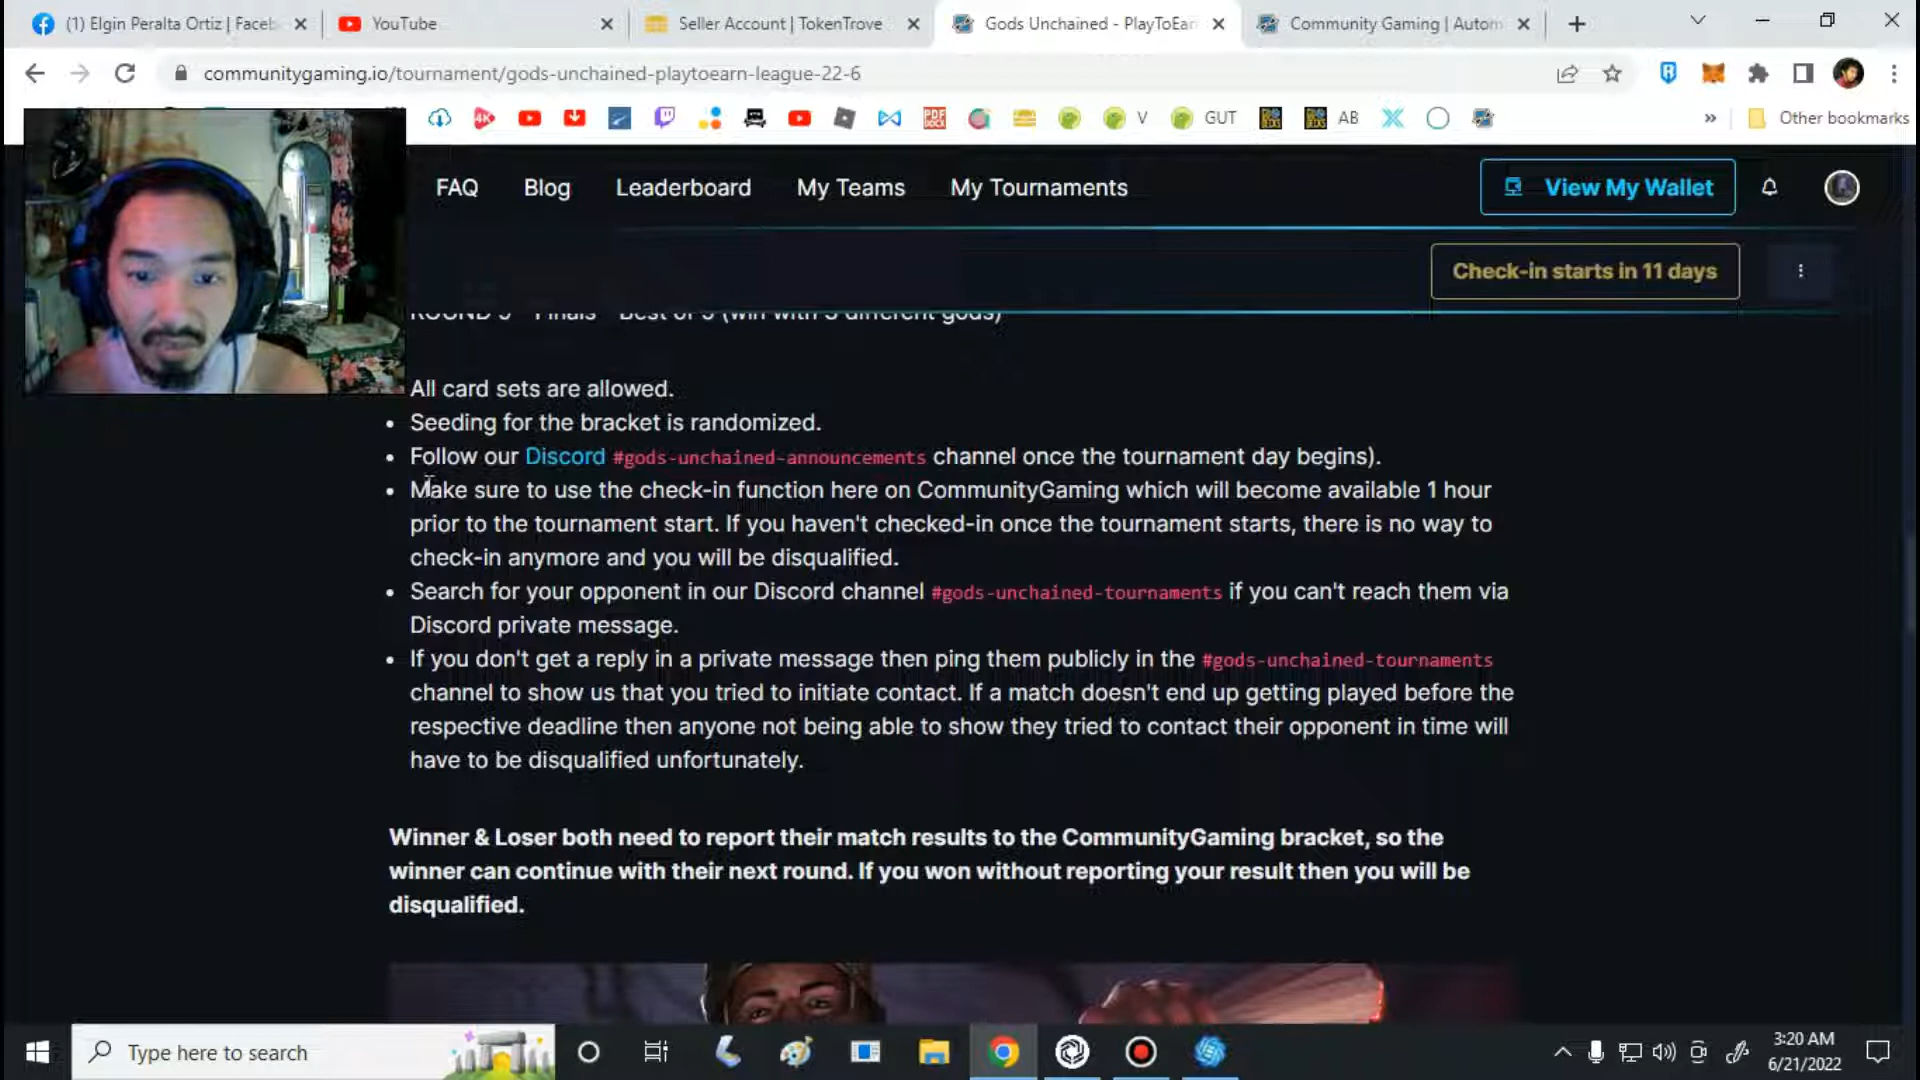 (1) Elgin Peralta Ortiz | Faceb
YouTube
Seller Account | TokenTrove
Gods Unchained - PlayToEar
Community Gaming | Autom
communitygaming.io/tournament/gods-unchained-playtoearn-league-22-6
4K
PDF
DOCX
V
GUT
AB
»
Other bookmarks
FAQ
Blog
Leaderboard
My Teams
My Tournaments
View My Wallet
Check-in starts in 11 days
All card sets are allowed.
• Seeding for the bracket is randomized.
• Follow our Discord #gods-unchained-announcements channel once the tournament day begins).
• Make sure to use the check-in function here on CommunityGaming which will become available 1 hour
prior to the tournament start. If you haven't checked-in once the tournament starts, there is no way to
check-in anymore and you will be disqualified.
• Search for your opponent in our Discord channel #gods-unchained-tournaments if you can't reach them via
Discord private message.
• If you don't get a reply in a private message then ping them publicly in the #gods-unchained-tournaments
channel to show us that you tried to initiate contact. If a match doesn't end up getting played before the
respective deadline then anyone not being able to show they tried to contact their opponent in time will
have to be disqualified unfortunately.
Winner & Loser both need to report their match results to the CommunityGaming bracket, so the
winner can continue with their next round. If you won without reporting your result then you will be
disqualified.
Type here to search
3:20 AM
6/21/2022